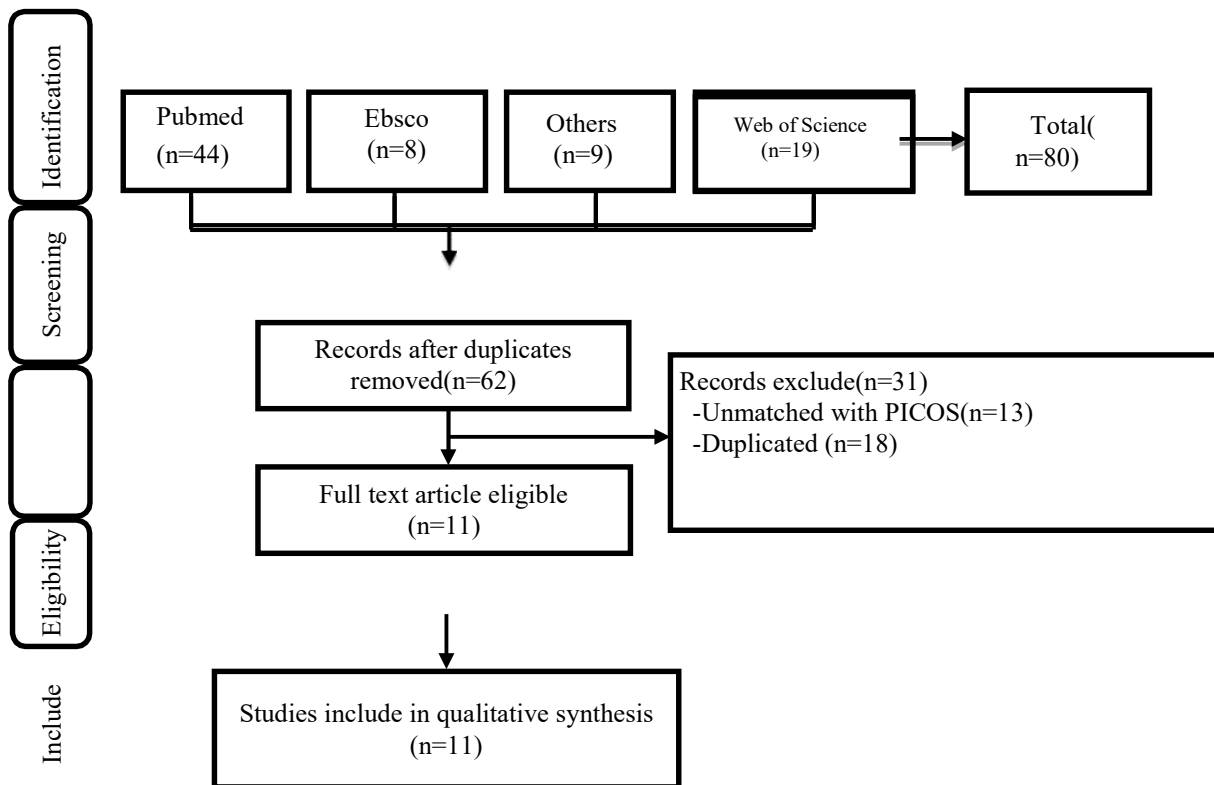 Identification
Pubmed
(n=44)
Ebsco
(n=8)
Others
(n=9)
Web of Science
(n=19)
Total(
n=80)
Screening
Records after duplicates
removed(n=62)
Records exclude(n=31)
-Unmatched with PICOS(n=13)
-Duplicated (n=18)
Full text article eligible
(n=11)
Eligibility
Studies include in qualitative synthesis
(n=11)
Include